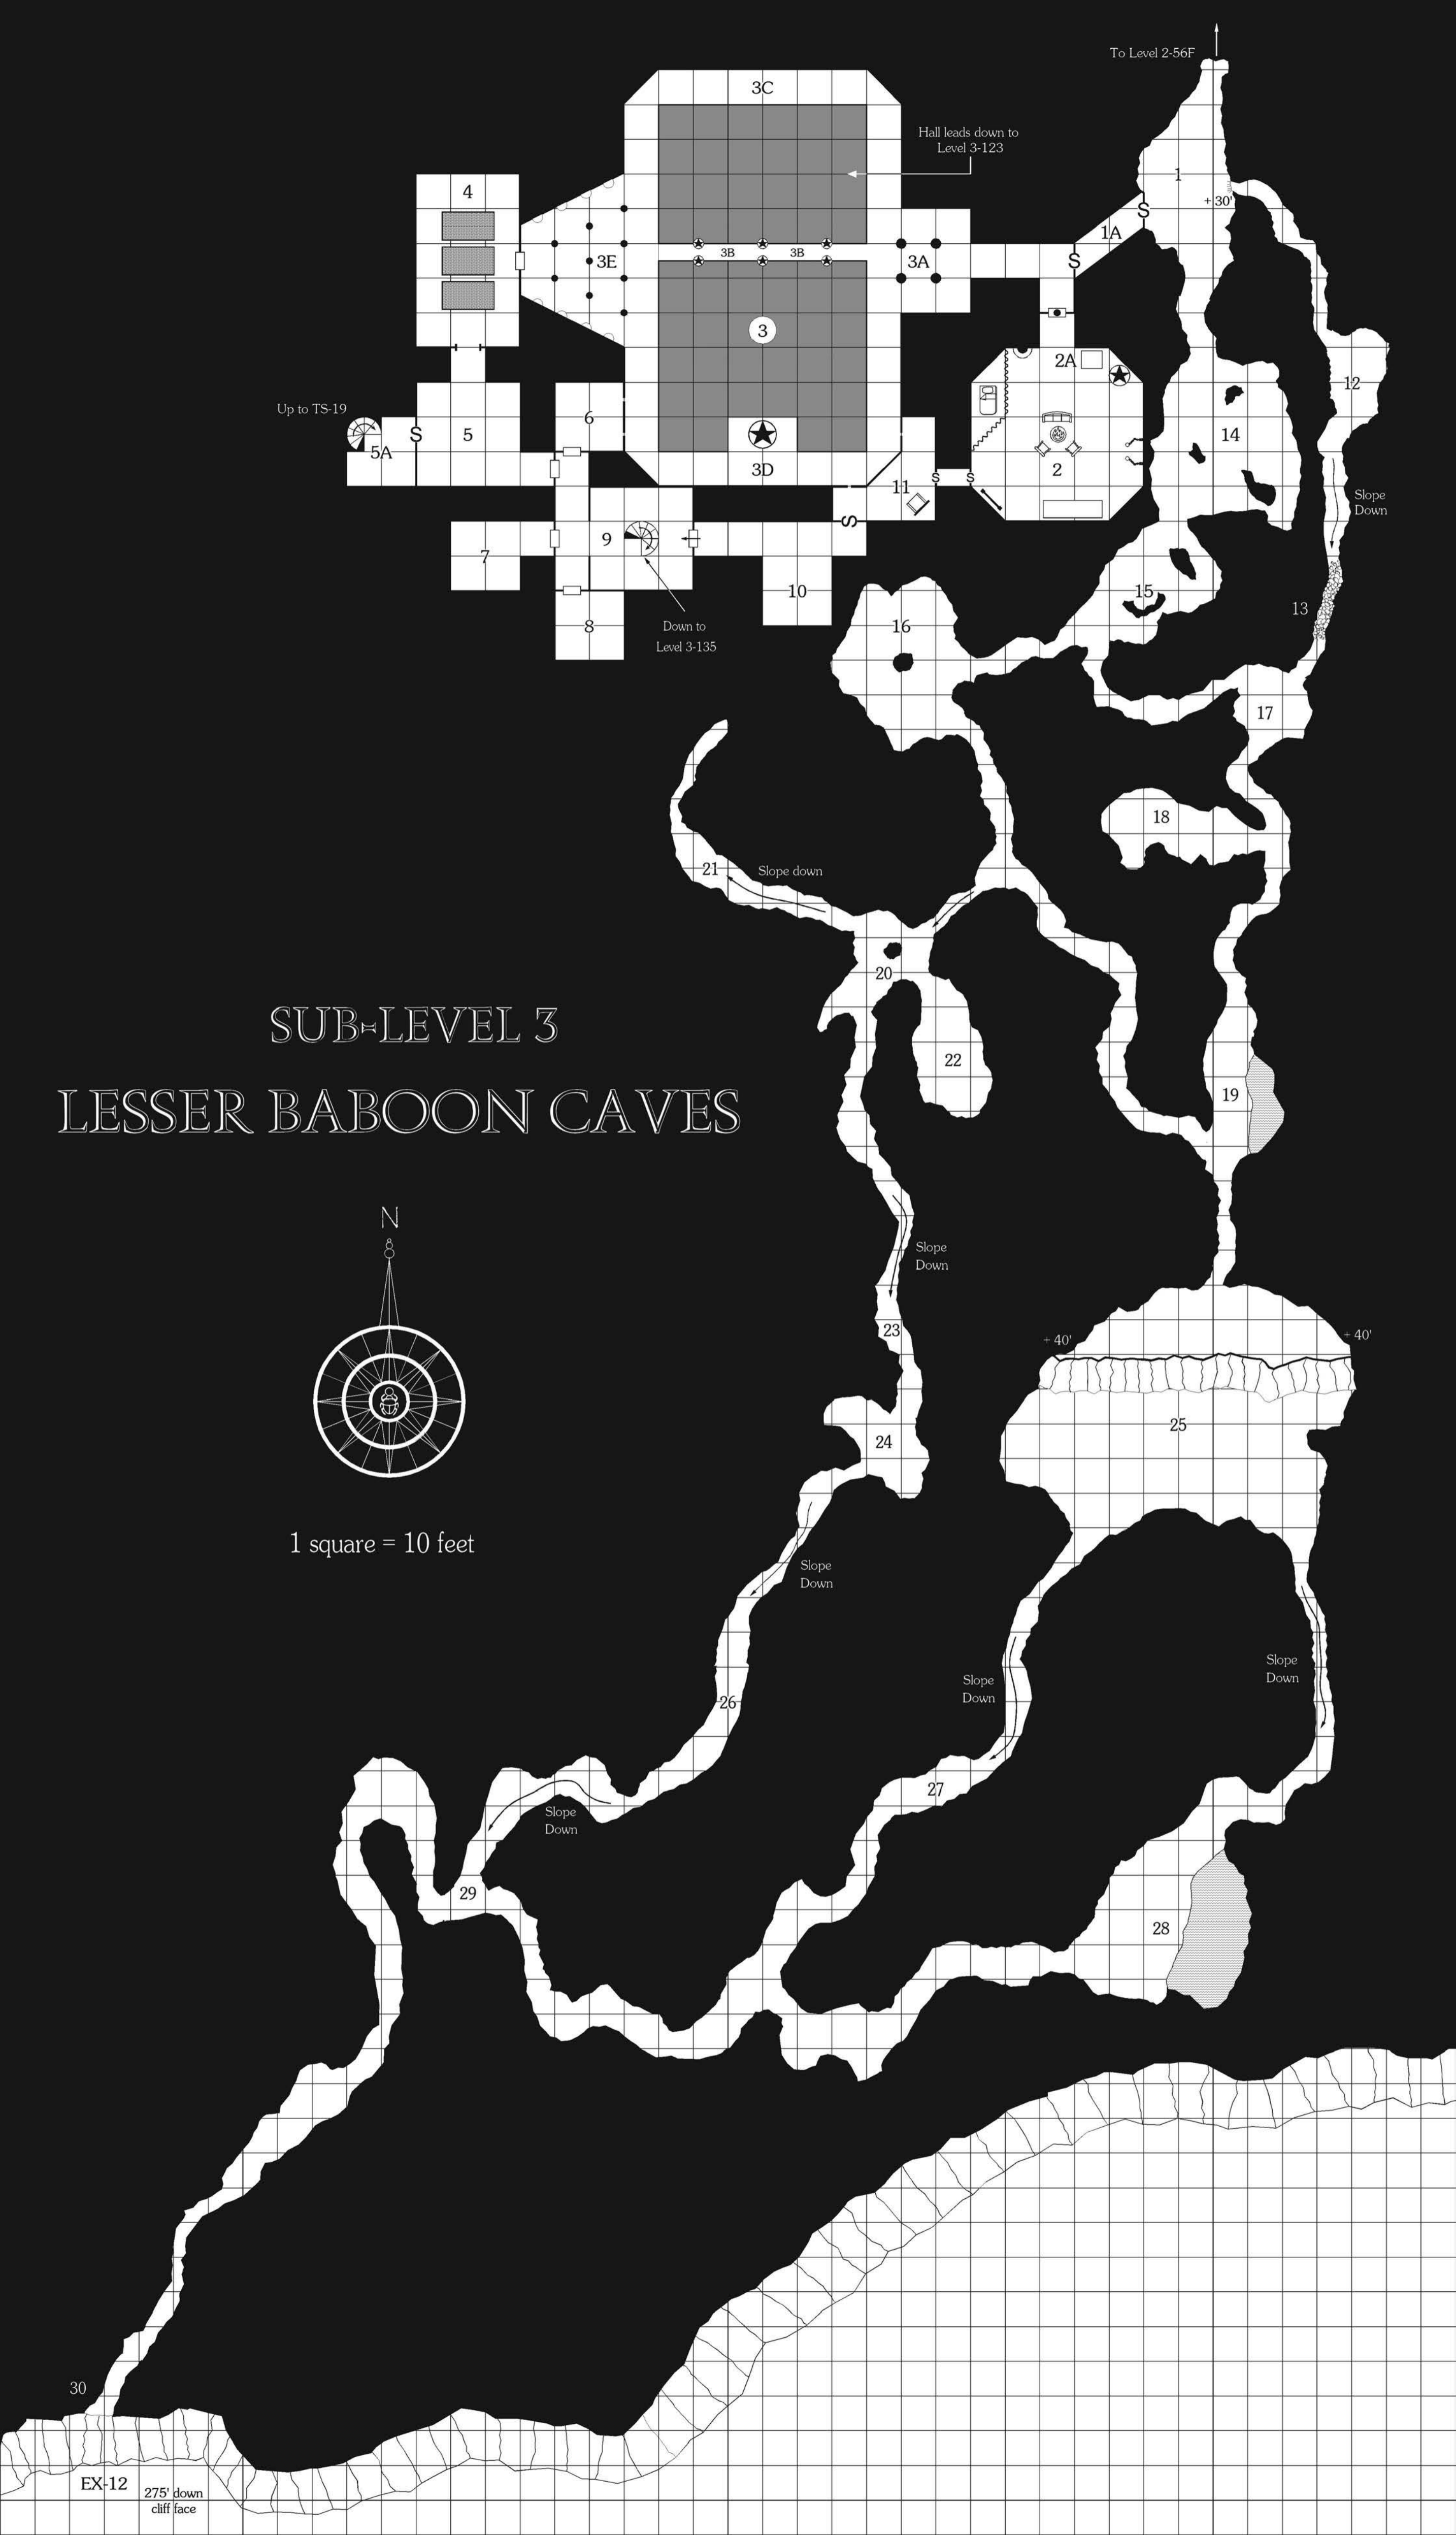 To Level 2-56F
3C
Hall leads down to
Level 3-123
1
4
+ 30'
S
1A
3B
3B
3E
3A
S
3
2A
12
Up to TS-19
6
S
5
14
5A
3D
2
S
S
11
Slope
Down
S
9
7
10
15
13
8
Down to
Level 3-135
16
17
18
21
Slope down
20
SUB-LEVEL 3
22
LESSER BABOON CAVES
19
N
Slope
Down
23
+ 40'
+ 40'
25
24
1 square = 10 feet
Slope
Down
Slope
Down
Slope
Down
26
27
Slope
Down
29
28
30
EX-12
275' down
cliff face